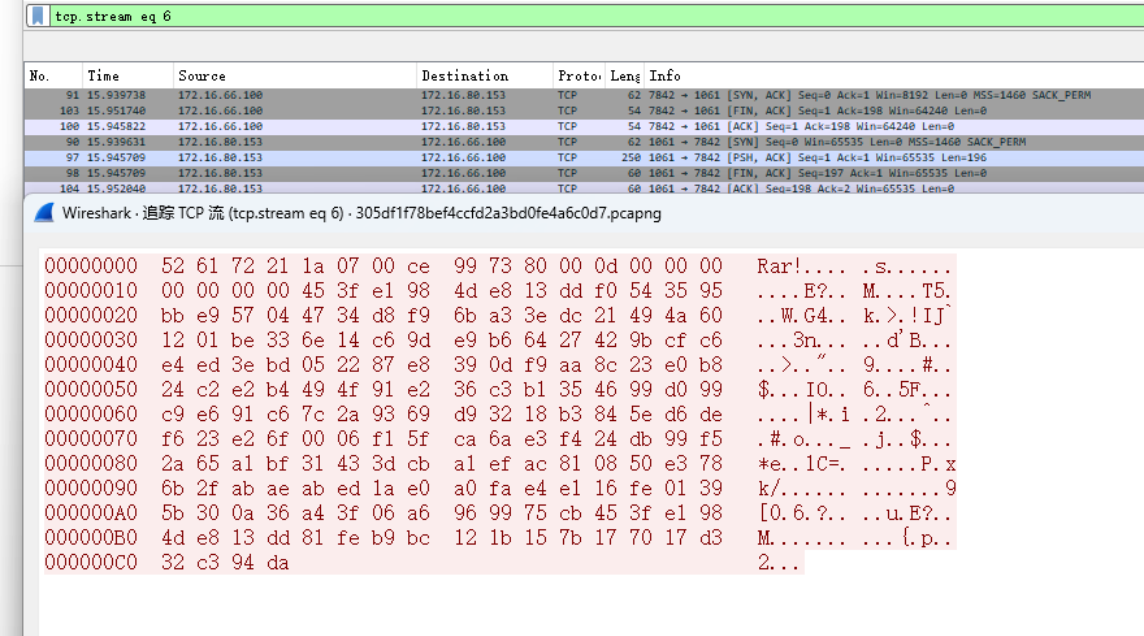 tcp.stream eq 6
No. Time Source Destination Proto Leng Info
91 15.939738 172.16.66.100 172.16.80.153 TCP 62 7842 → 1061 [SYN, ACK] Seq=0 Ack=1 Win=8192 Len=0 MSS=1460 SACK_PERM
103 15.951740 172.16.66.100 172.16.80.153 TCP 54 7842 → 1061 [FIN, ACK] Seq=1 Ack=198 Win=64240 Len=0
100 15.945822 172.16.66.100 172.16.80.153 TCP 54 7842 → 1061 [ACK] Seq=1 Ack=198 Win=64240 Len=0
90 15.939631 172.16.80.153 172.16.66.100 TCP 62 1061 → 7842 [SYN] Seq=0 Win=65535 Len=0 MSS=1460 SACK_PERM
97 15.945709 172.16.80.153 172.16.66.100 TCP 250 1061 → 7842 [PSH, ACK] Seq=1 Ack=1 Win=65535 Len=196
98 15.945709 172.16.80.153 172.16.66.100 TCP 60 1061 → 7842 [FIN, ACK] Seq=197 Ack=1 Win=65535 Len=0
104 15.952040 172.16.80.153 172.16.66.100 TCP 60 1061 → 7842 [ACK] Seq=198 Ack=2 Win=65535 Len=0
Wireshark · 追踪 TCP 流 (tcp.stream eq 6) · 305df1f78bef4ccfd2a3bd0fe4a6c0d7.pcapng
00000000 52 61 72 21 1a 07 00 ce 99 73 80 00 0d 00 00 00 Rar!.... .s......
00000010 00 00 00 00 45 3f e1 98 4d e8 13 dd f0 54 35 95 ....E?.. M....T5.
00000020 bb e9 57 04 47 34 d8 f9 6b a3 3e dc 21 49 4a 60 ..W.G4.. k.>.!IJ`
00000030 12 01 be 33 6e 14 c6 9d e9 b6 64 27 42 9b cf c6 ...3n... ..d'B...
00000040 e4 ed 3e bd 05 22 87 e8 39 0d f9 aa 8c 23 e0 b8 ..>..".. 9....#..
00000050 24 c2 e2 b4 49 4f 91 e2 36 c3 b1 35 46 99 d0 99 $...IO.. 6..5F...
00000060 c9 e6 91 c6 7c 2a 93 69 d9 32 18 b3 84 5e d6 de ....|*.i .2...^..
00000070 f6 23 e2 6f 00 06 f1 5f ca 6a e3 f4 24 db 99 f5 .#.o..._ .j..$...
00000080 2a 65 a1 bf 31 43 3d cb a1 ef ac 81 08 50 e3 78 *e..1C=. .....P.x
00000090 6b 2f ab ae ab ed 1a e0 a0 fa e4 e1 16 fe 01 39 k/...... .......9
000000A0 5b 30 0a 36 a4 3f 06 a6 96 99 75 cb 45 3f e1 98 [0.6.?.. ..u.E?..
000000B0 4d e8 13 dd 81 fe b9 bc 12 1b 15 7b 17 70 17 d3 M....... ...{.p..
000000C0 32 c3 94 da 2...